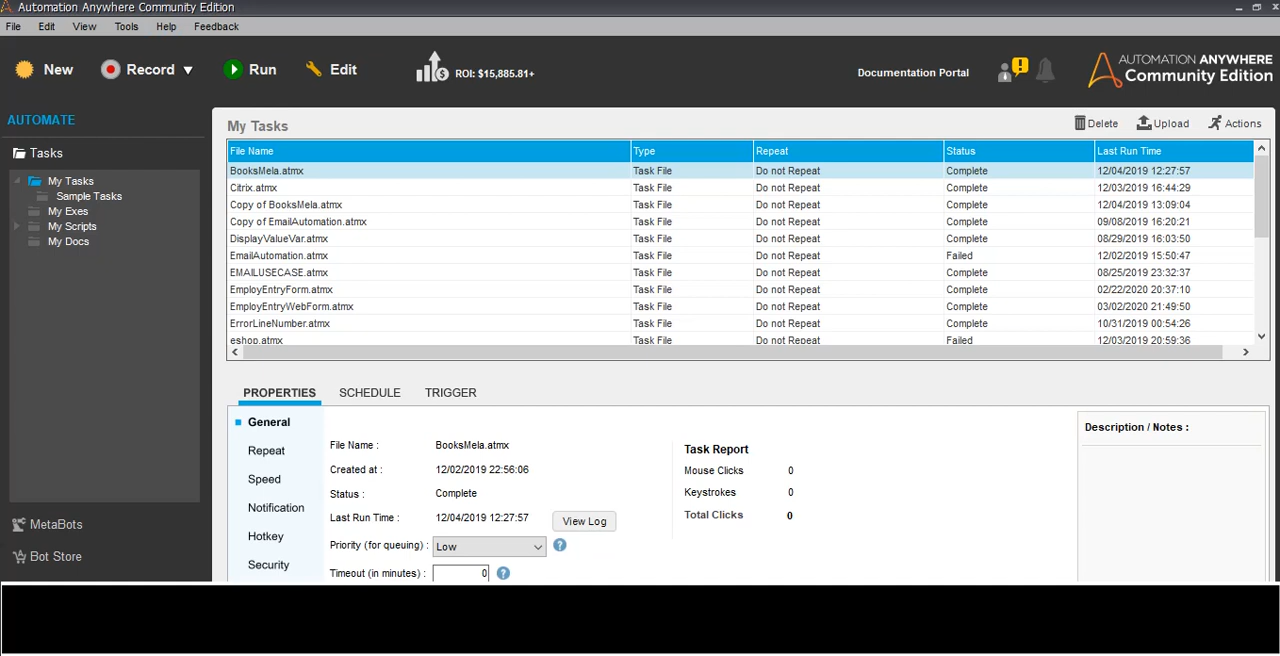 Automation Anywhere Community Edition
File Edit View Tools Help Feedback
New Record Run Edit ROI: $15,885.81+ Documentation Portal AUTOMATION ANYWHERE Community Edition
AUTOMATE
Tasks
My Tasks
Sample Tasks
My Exes
My Scripts
My Docs
MetaBots
Bot Store
My Tasks Delete Upload Actions
File Name Type Repeat Status Last Run Time
BooksMela.atmx Task File Do not Repeat Complete 12/04/2019 12:27:57
Citrix.atmx Task File Do not Repeat Complete 12/03/2019 16:44:29
Copy of BooksMela.atmx Task File Do not Repeat Complete 12/04/2019 13:09:04
Copy of EmailAutomation.atmx Task File Do not Repeat Complete 09/08/2019 16:20:21
DisplayValueVar.atmx Task File Do not Repeat Complete 08/29/2019 16:03:50
EmailAutomation.atmx Task File Do not Repeat Failed 12/02/2019 15:50:47
EMAILUSECASE.atmx Task File Do not Repeat Complete 08/25/2019 23:32:37
EmployEntryForm.atmx Task File Do not Repeat Complete 02/22/2020 20:37:10
EmployEntryWebForm.atmx Task File Do not Repeat Complete 03/02/2020 21:49:50
ErrorLineNumber.atmx Task File Do not Repeat Complete 10/31/2019 00:54:26
eshop.atmx Task File Do not Repeat Failed 12/03/2019 20:59:36
PROPERTIES SCHEDULE TRIGGER
General
Repeat
Speed
Notification
Hotkey
Security
File Name : BooksMela.atmx
Created at : 12/02/2019 22:56:06
Status : Complete
Last Run Time : 12/04/2019 12:27:57 View Log
Priority (for queuing) : Low ?
Timeout (in minutes) : 0 ?
Task Report
Mouse Clicks 0
Keystrokes 0
Total Clicks 0
Description / Notes :